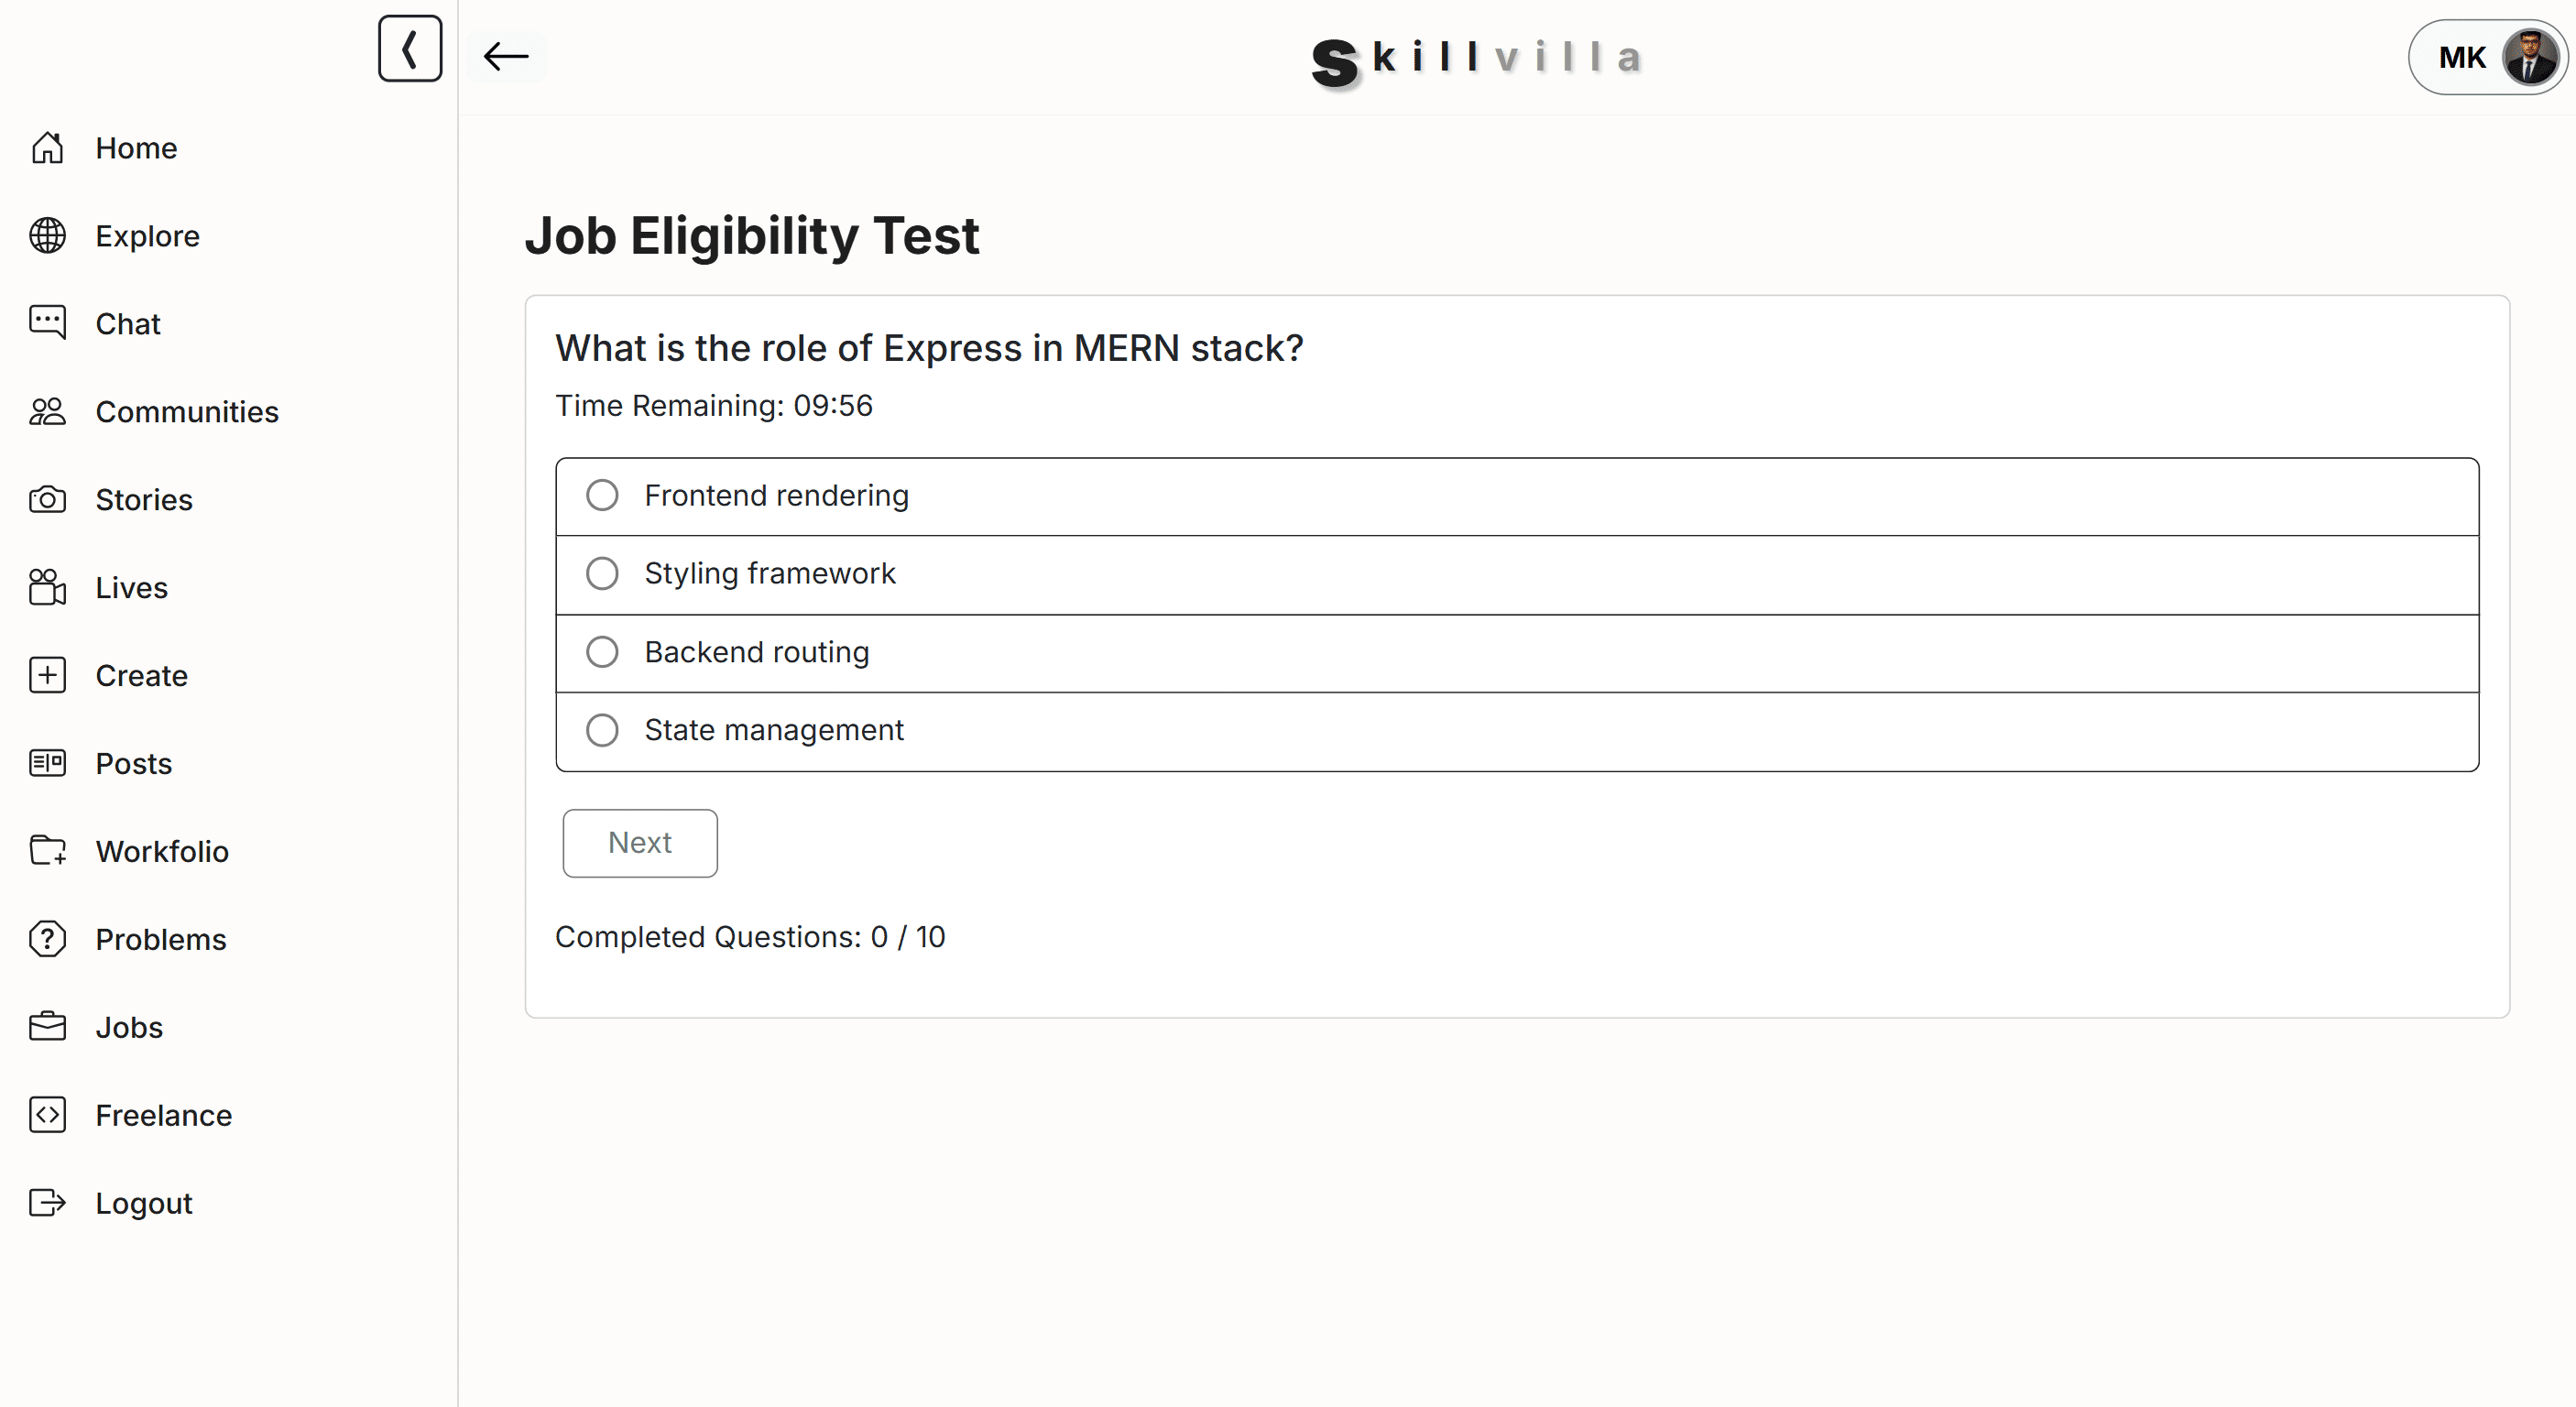 Skillvilla
MK
Home
Explore
Chat
Communities
Stories
Lives
Create
Posts
Workfolio
Problems
Jobs
Freelance
Logout
Job Eligibility Test
What is the role of Express in MERN stack?
Time Remaining: 09:56
Frontend rendering
Styling framework
Backend routing
State management
Next
Completed Questions: 0 / 10